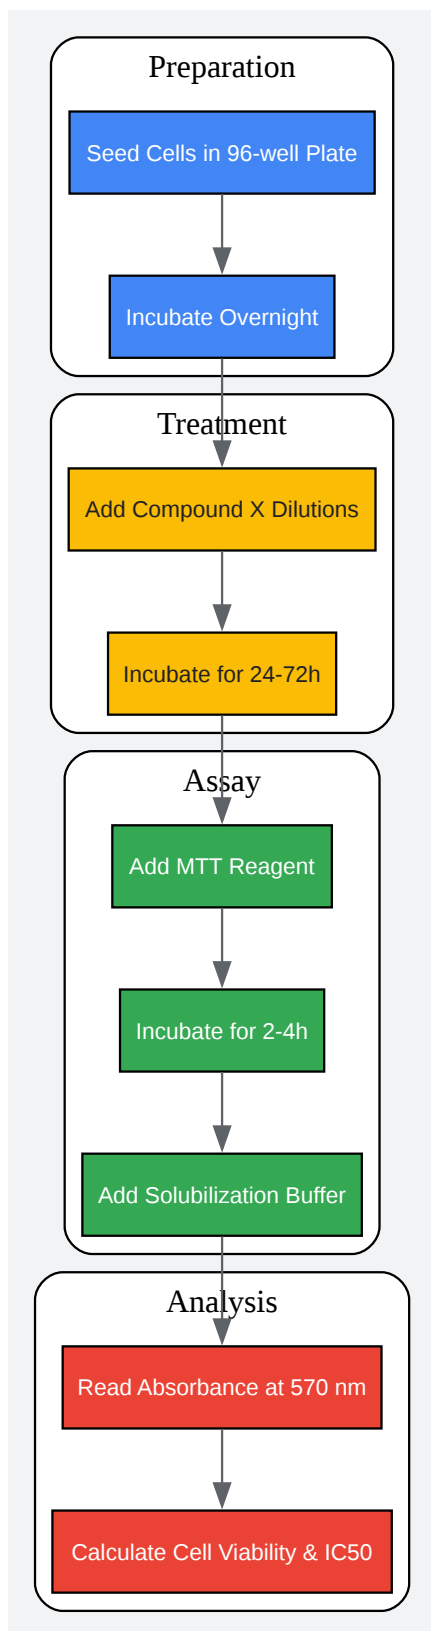 Preparation
Seed Cells in 96-well Plate
Incubate Overnight
Treatment
Add Compound X Dilutions
Incubate for 24-72h
Assay
Add MTT Reagent
Incubate for 2-4h
Add Solubilization Buffer
Analysis
Read Absorbance at 570 nm
Calculate Cell Viability & IC50